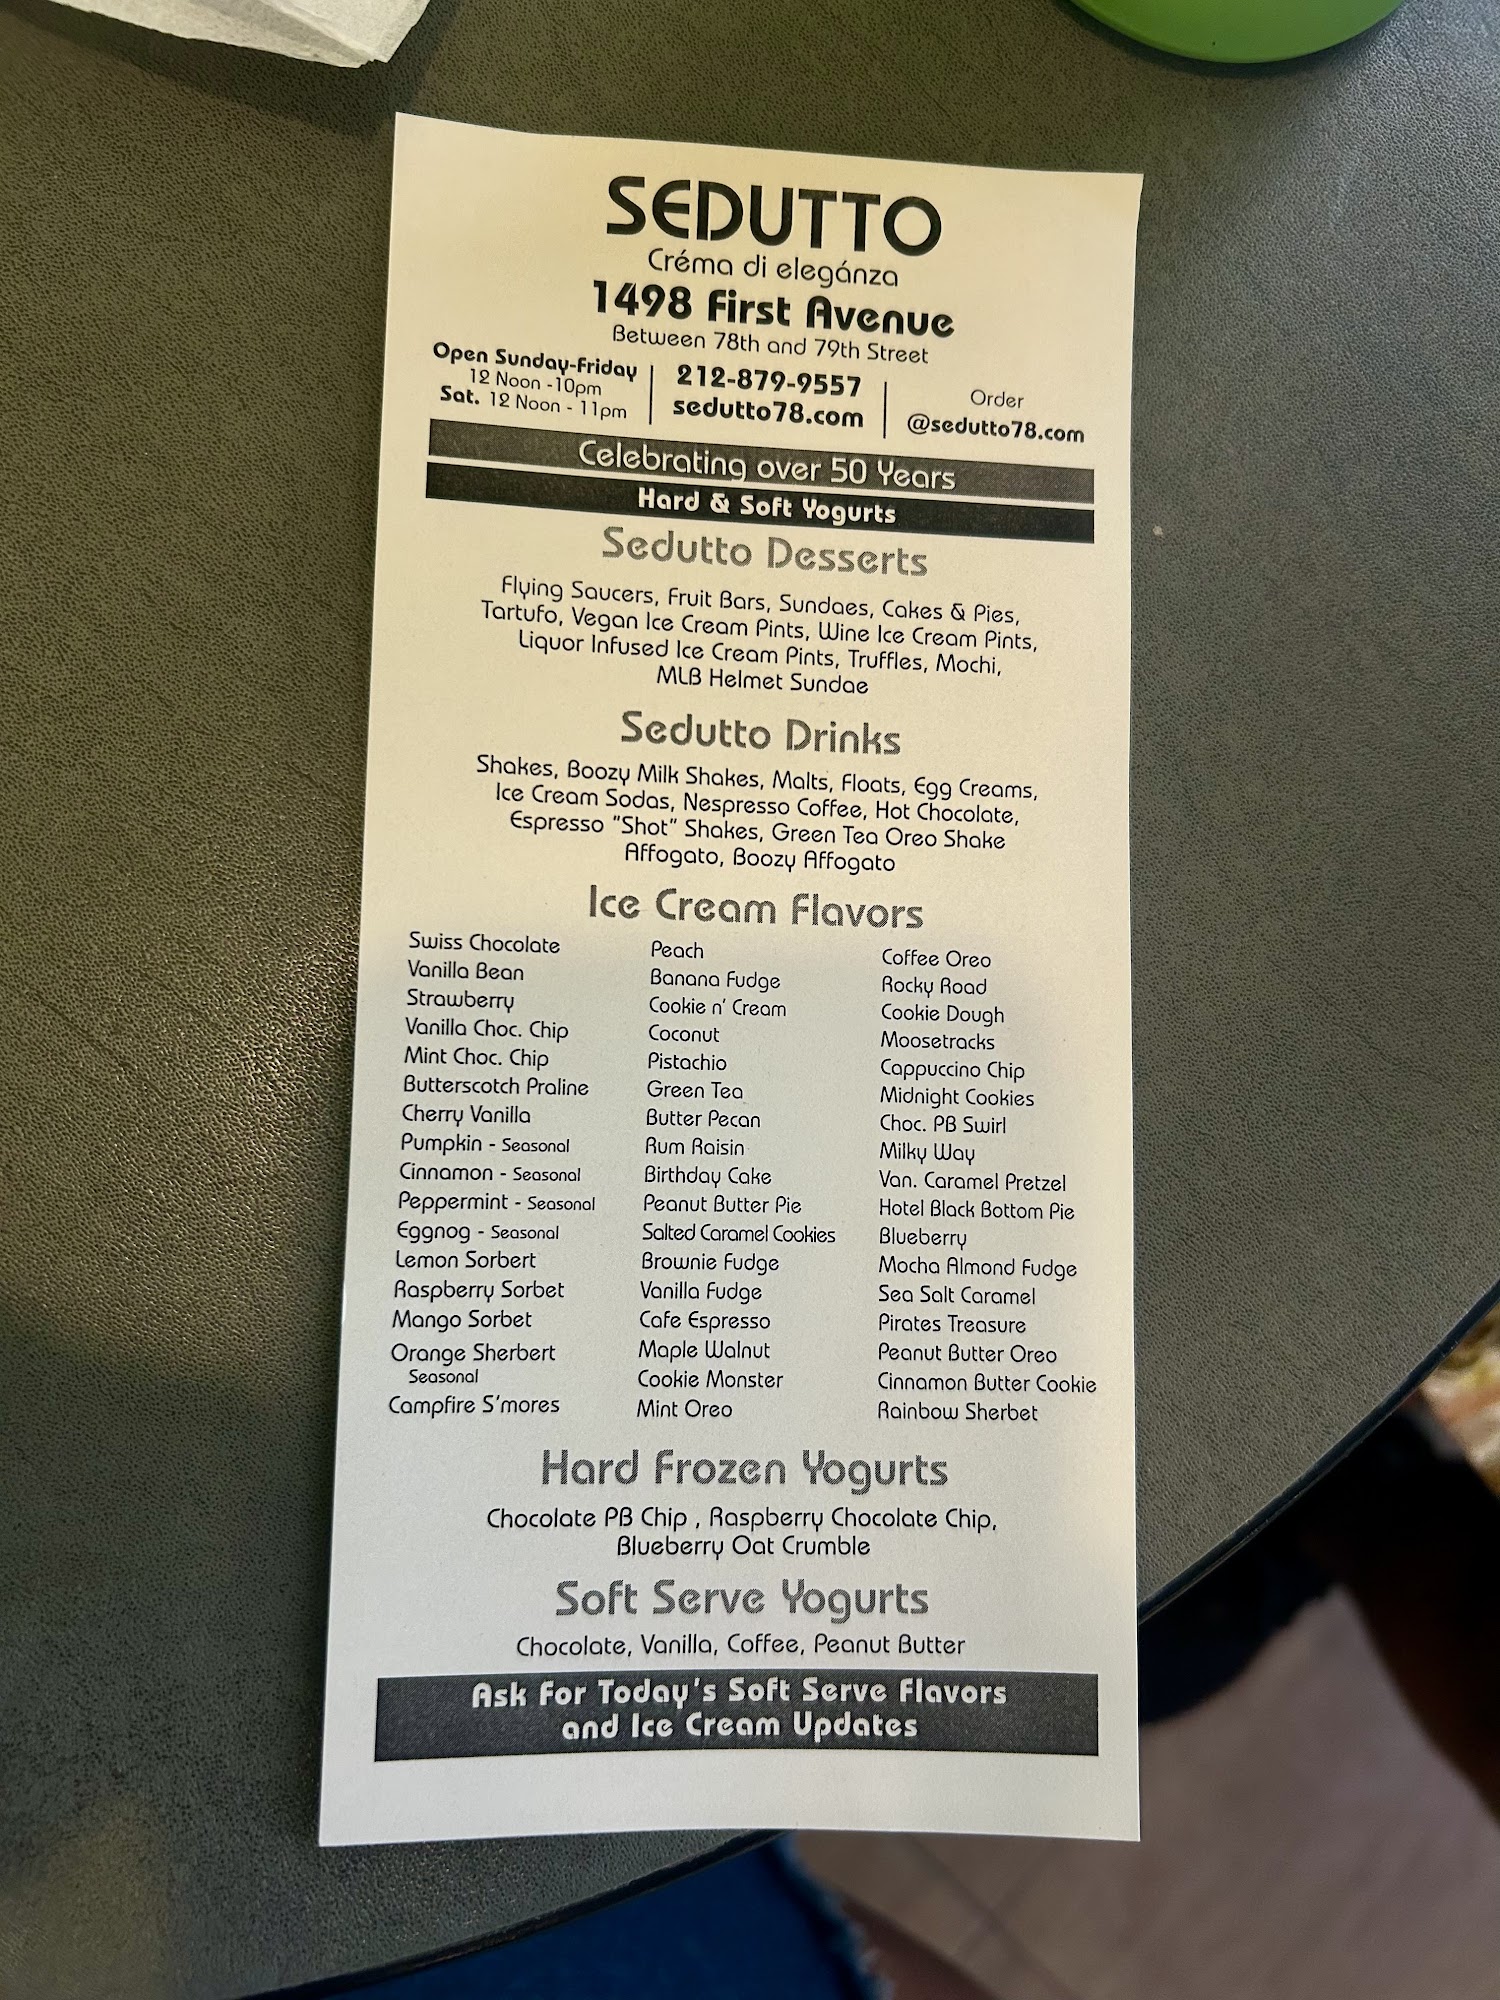 SEDUTTO
Créma di elegánza
1498 First Avenue
Between 78th and 79th Street
Open Sunday-Friday
12 Noon -10pm
Sat. 12 Noon - 11pm
212-879-9557
sedutto78.com
Order
@sedutto78.com
Celebrating over 50 Years
Hard & Soft Yogurts
Sedutto Desserts
Flying Saucers, Fruit Bars, Sundaes, Cakes & Pies,
Tartufo, Vegan Ice Cream Pints, Wine Ice Cream Pints,
Liquor Infused Ice Cream Pints, Truffles, Mochi,
MLB Helmet Sundae
Sedutto Drinks
Shakes, Boozy Milk Shakes, Malts, Floats, Egg Creams,
Ice Cream Sodas, Nespresso Coffee, Hot Chocolate,
Espresso "Shot" Shakes, Green Tea Oreo Shake
Affogato, Boozy Affogato
Ice Cream Flavors
Swiss Chocolate
Vanilla Bean
Strawberry
Vanilla Choc. Chip
Mint Choc. Chip
Butterscotch Praline
Cherry Vanilla
Pumpkin - Seasonal
Cinnamon - Seasonal
Peppermint - Seasonal
Eggnog - Seasonal
Lemon Sorbert
Raspberry Sorbet
Mango Sorbet
Orange Sherbert
Seasonal
Campfire S'mores
Peach
Banana Fudge
Cookie n' Cream
Coconut
Pistachio
Green Tea
Butter Pecan
Rum Raisin
Birthday Cake
Peanut Butter Pie
Salted Caramel Cookies
Brownie Fudge
Vanilla Fudge
Cafe Espresso
Maple Walnut
Cookie Monster
Mint Oreo
Coffee Oreo
Rocky Road
Cookie Dough
Moosetracks
Cappuccino Chip
Midnight Cookies
Choc. PB Swirl
Milky Way
Van. Caramel Pretzel
Hotel Black Bottom Pie
Blueberry
Mocha Almond Fudge
Sea Salt Caramel
Pirates Treasure
Peanut Butter Oreo
Cinnamon Butter Cookie
Rainbow Sherbet
Hard Frozen Yogurts
Chocolate PB Chip , Raspberry Chocolate Chip,
Blueberry Oat Crumble
Soft Serve Yogurts
Chocolate, Vanilla, Coffee, Peanut Butter
Ask For Today's Soft Serve Flavors
and Ice Cream Updates